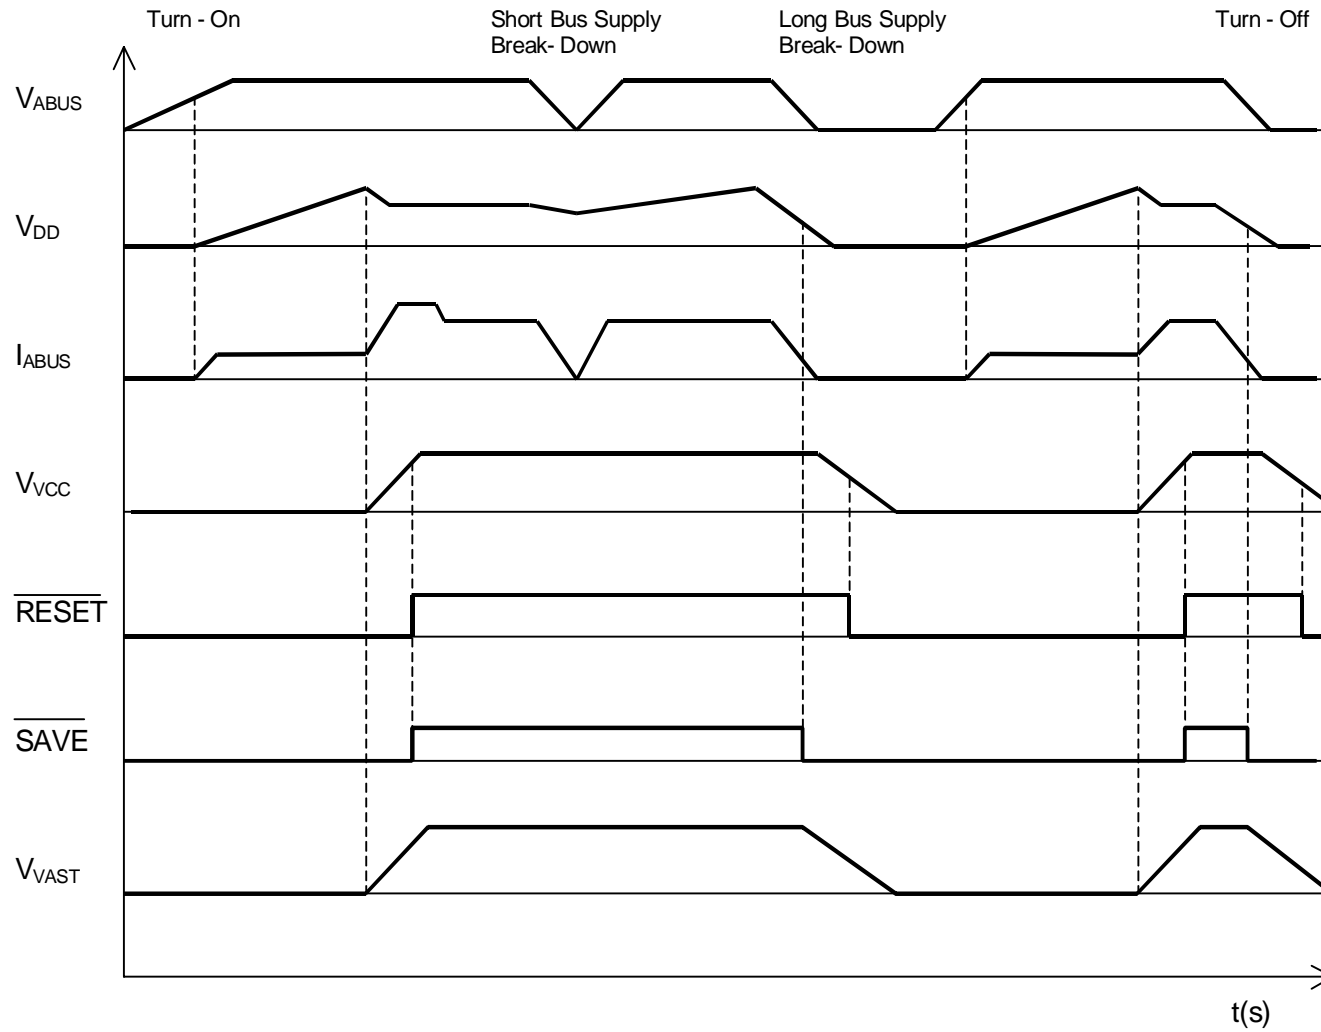 Turn - On
Short Bus Supply
Break- Down
Long Bus Supply
Break- Down
Turn - Off
VABUS
VDD
IABUS
VVCC
RESET
SAVE
VVAST
t(s)